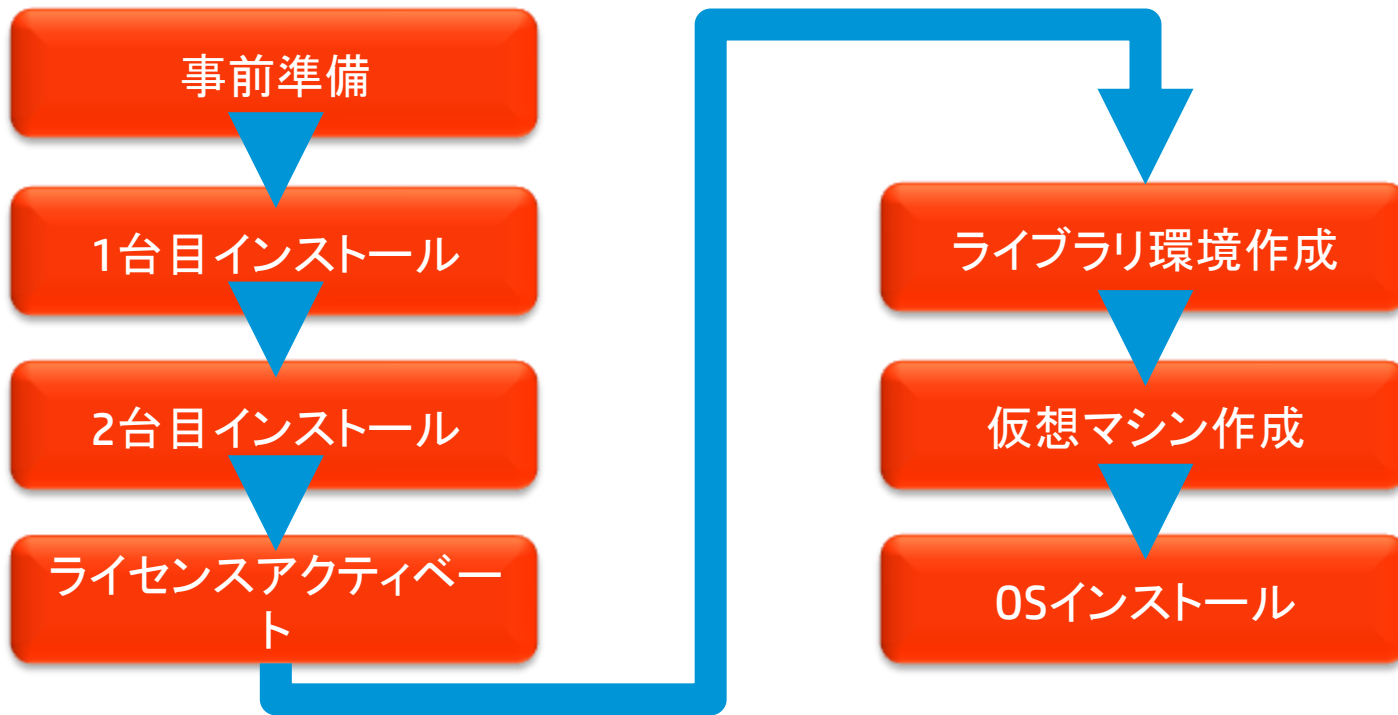 事前準備
1台目インストール
2台目インストール
ライセンスアクティベー
ト
ライブラリ環境作成
仮想マシン作成
OSインストール